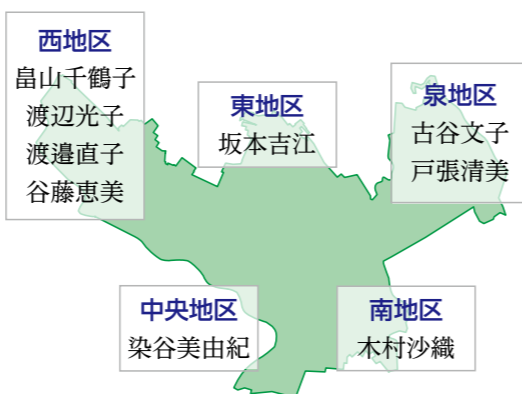 西地区
畠山千鶴子
渡辺光子
渡邉直子
谷藤恵美
東地区
坂本吉江
泉地区
古谷文子
戸張清美
中央地区
染谷美由紀
南地区
木村沙織